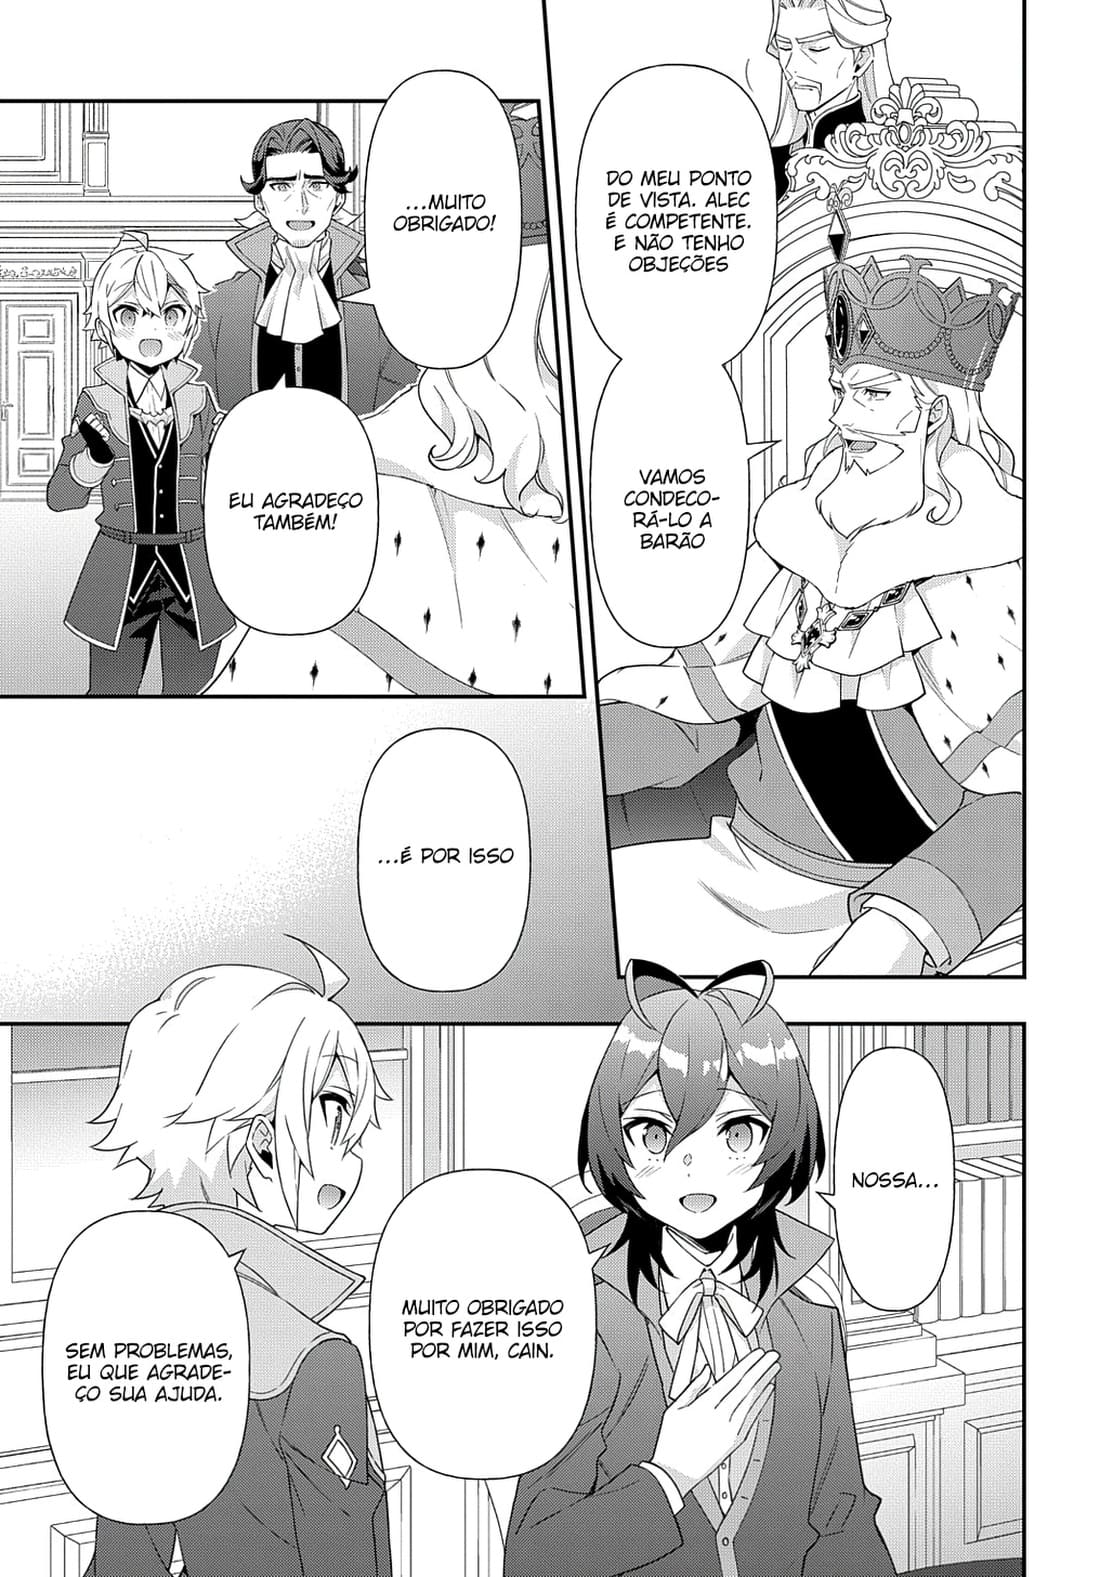 DO MEU PONTO
DE VISTA. ALEC
É COMPETENTE.
E NÃO TENHO
OBJEÇÕES
VAMOS
CONDECO-
RÁ-LO A
BARÃO
...MUITO
OBRIGADO!
EU AGRADEÇO
TAMBÉM!
...É POR ISSO
NOSSA...
MUITO OBRIGADO
POR FAZER ISSO
POR MIM, CAIN.
SEM PROBLEMAS,
EU QUE AGRADE-
ÇO SUA AJUDA.